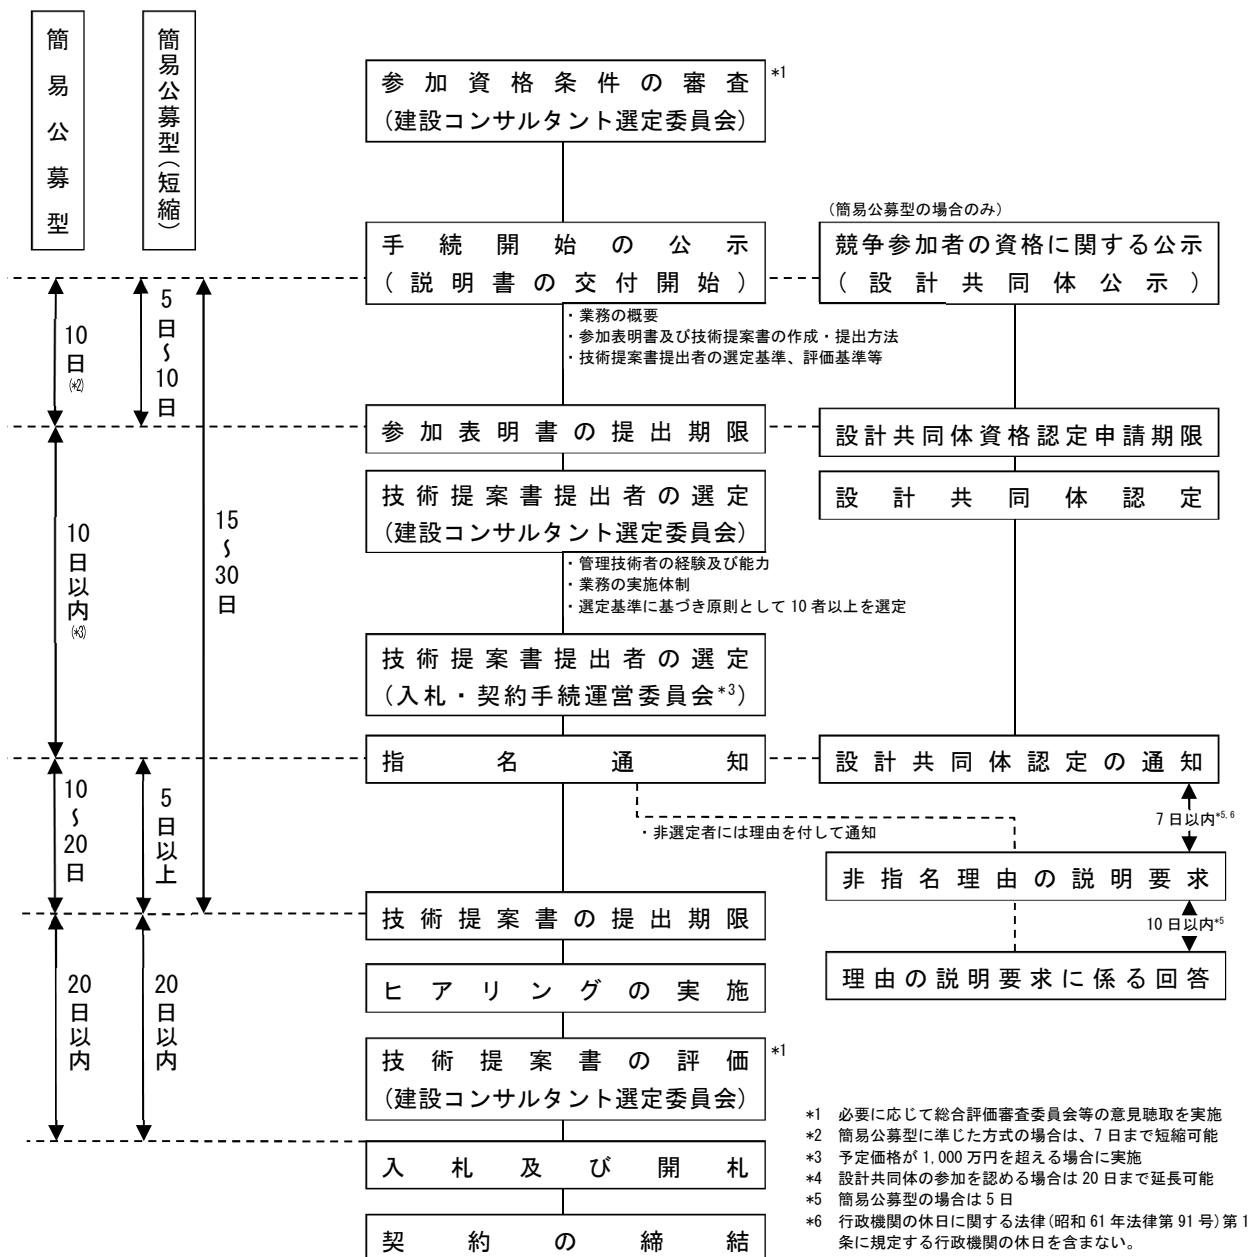 簡易公募型
簡易公募型(短縮)
参加資格条件の審査 *1
(建設コンサルタント選定委員会)
手続開始の公示
(説明書の交付開始)
(簡易公募型の場合のみ)
競争参加者の資格に関する公示
(設計共同体公示)
・業務の概要
・参加表明書及び技術提案書の作成・提出方法
・技術提案書提出者の選定基準、評価基準等
10日(*2)
5日~10日
15~30日
参加表明書の提出期限
設計共同体資格認定申請期限
技術提案書提出者の選定
(建設コンサルタント選定委員会)
設計共同体認定
・管理技術者の経験及び能力
・業務の実施体制
・選定基準に基づき原則として10者以上を選定
10日以内(*3)
技術提案書提出者の選定
(入札・契約手続運営委員会*3)
指名通知
設計共同体認定の通知
10~20日
5日以上
・非選定者には理由を付して通知
7日以内*5,6
非指名理由の説明要求
10日以内*5
理由の説明要求に係る回答
技術提案書の提出期限
20日以内
20日以内
ヒアリングの実施
技術提案書の評価 *1
(建設コンサルタント選定委員会)
入札及び開札
契約の締結
*1 必要に応じて総合評価審査委員会等の意見聴取を実施
*2 簡易公募型に準じた方式の場合は、7日まで短縮可能
*3 予定価格が1,000万円を超える場合に実施
*4 設計共同体の参加を認める場合は20日まで延長可能
*5 簡易公募型の場合は5日
*6 行政機関の休日に関する法律(昭和61年法律第91号)第1
条に規定する行政機関の休日を含まない。